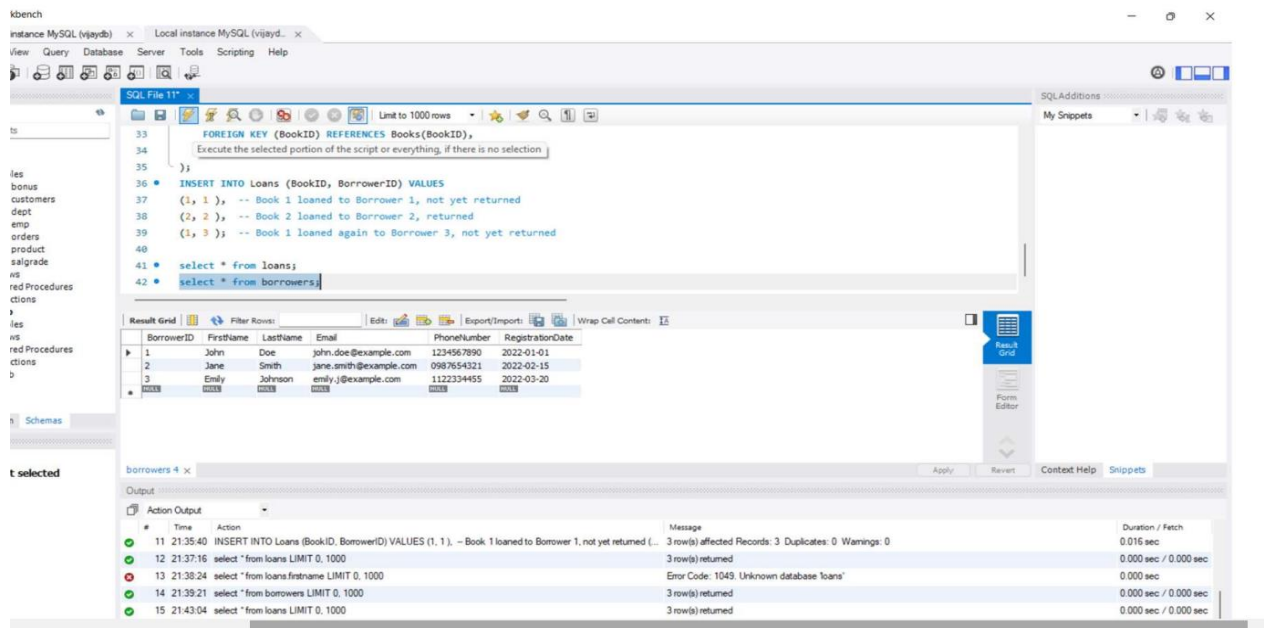 kbench
instance MySQL (vijaydb) × Local instance MySQL (vijayd... ×
View Query Database Server Tools Scripting Help
SQL File 11* ×
SQLAdditions
Limit to 1000 rows
My Snippets
33 FOREIGN KEY (BookID) REFERENCES Books(BookID),
34 Execute the selected portion of the script or everything, if there is no selection
35 );
36 INSERT INTO Loans (BookID, BorrowerID) VALUES
37 (1, 1 ), -- Book 1 loaned to Borrower 1, not yet returned
38 (2, 2 ), -- Book 2 loaned to Borrower 2, returned
39 (1, 3 ); -- Book 1 loaned again to Borrower 3, not yet returned
40
41 select * from loans;
42 select * from borrowers;
ts
les
bonus
customers
dept
emp
orders
product
salgrade
ws
red Procedures
ctions
les
ws
red Procedures
ctions
Schemas
t selected
Result Grid Filter Rows: Edit: Export/Import: Wrap Cell Content:
BorrowerID FirstName LastName Email PhoneNumber RegistrationDate
1 John Doe john.doe@example.com 1234567890 2022-01-01
2 Jane Smith jane.smith@example.com 0987654321 2022-02-15
3 Emily Johnson emily.j@example.com 1122334455 2022-03-20
NULL NULL NULL NULL NULL NULL
Result Grid
Form Editor
borrowers 4 ×
Apply Revert
Context Help Snippets
Output
Action Output
# Time Action Message Duration / Fetch
11 21:35:40 INSERT INTO Loans (BookID, BorrowerID) VALUES (1, 1 ), -- Book 1 loaned to Borrower 1, not yet returned (... 3 row(s) affected Records: 3 Duplicates: 0 Warnings: 0 0.016 sec
12 21:37:16 select * from loans LIMIT 0, 1000 3 row(s) returned 0.000 sec / 0.000 sec
13 21:38:24 select * from loans.firstname LIMIT 0, 1000 Error Code: 1049. Unknown database 'loans' 0.000 sec
14 21:39:21 select * from borrowers LIMIT 0, 1000 3 row(s) returned 0.000 sec / 0.000 sec
15 21:43:04 select * from loans LIMIT 0, 1000 3 row(s) returned 0.000 sec / 0.000 sec